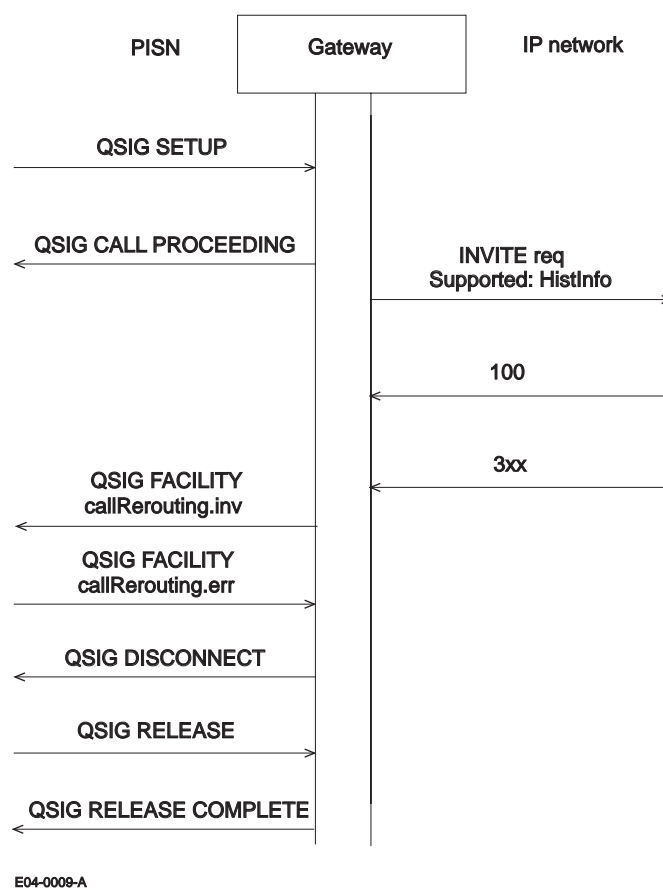 PISN
Gateway
IP network
QSIG SETUP
QSIG CALL PROCEEDING
INVITE req
Supported: HistInfo
100
3xx
QSIG FACILITY
callRerouting.inv
QSIG FACILITY
callRerouting.err
QSIG DISCONNECT
QSIG RELEASE
QSIG RELEASE COMPLETE
E04-0009-A